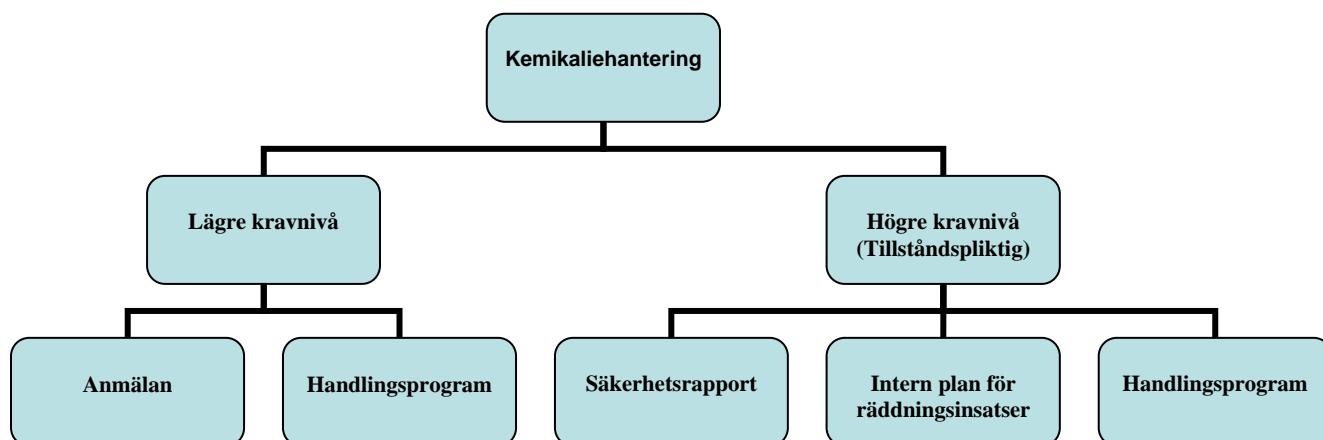 Kemikaliehantering
Lägre kravnivå
Högre kravnivå
(Tillståndspliktig)
Anmälan
Handlingsprogram
Säkerhetsrapport
Intern plan för
räddningsinsatser
Handlingsprogram